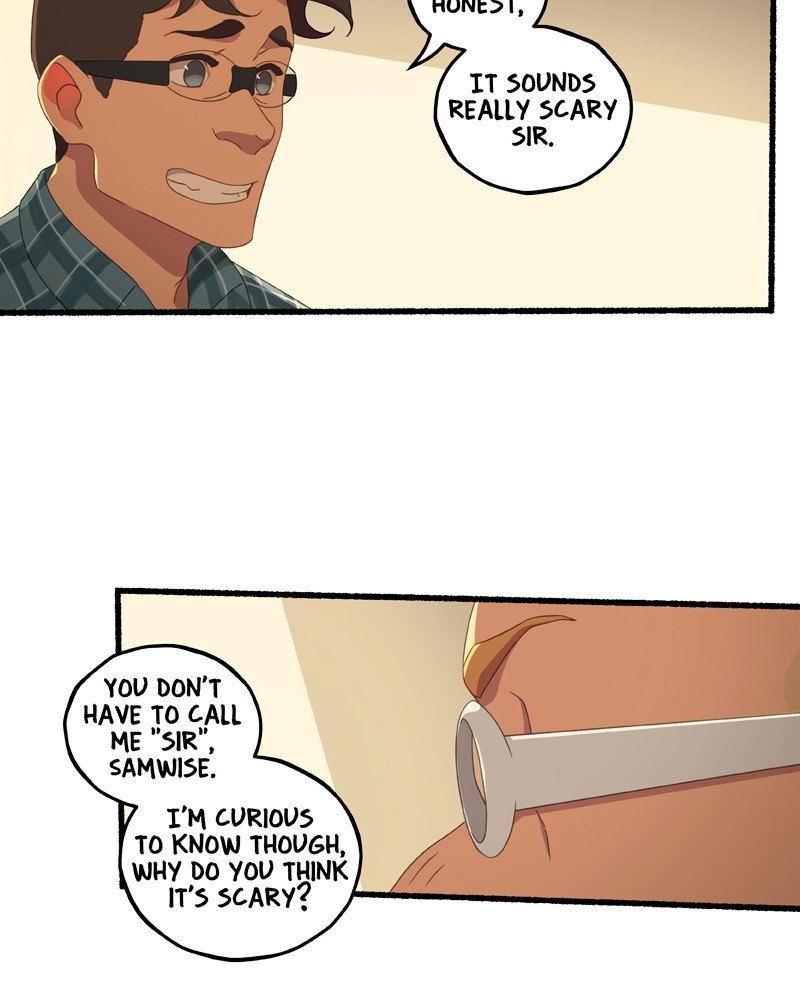 HONEST,
IT SOUNDS
REALLY SCARY
SIR.
YOU DON'T
HAVE TO CALL
ME "SIR",
SAMWISE.
I'M CURIOUS
TO KNOW THOUGH,
WHY DO YOU THINK
IT'S SCARY?